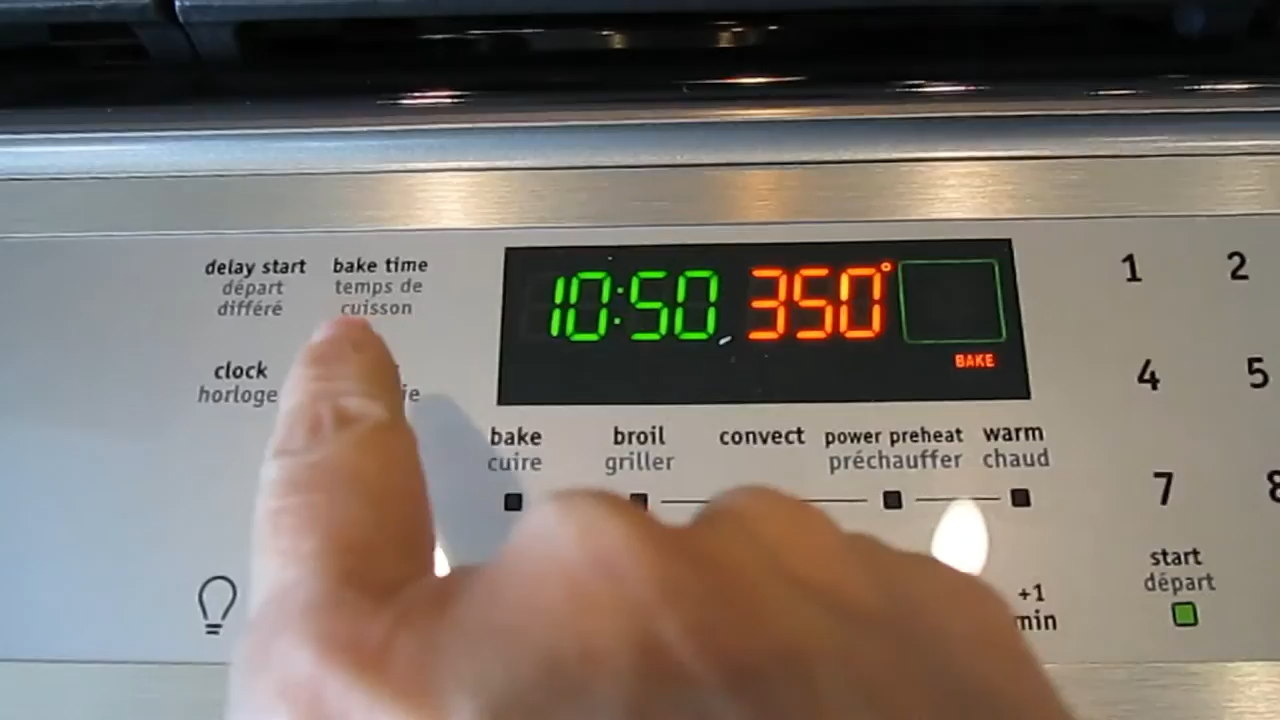 delay start
départ
différé
bake time
temps de
cuisson
10:50
350°
BAKE
clock
horloge
bake
cuire
broil
griller
convect
power preheat
préchauffer
warm
chaud
1
2
4
5
7
8
start
départ
+1
min